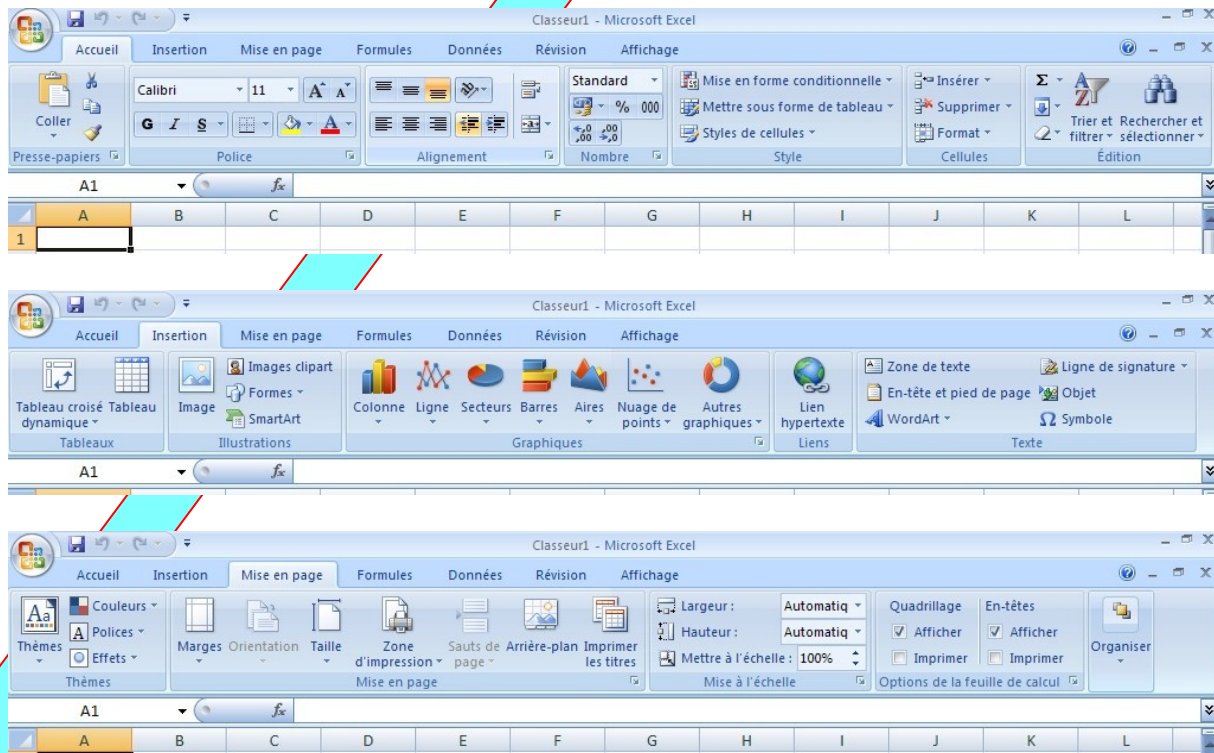 Classeur1 - Microsoft Excel
Accueil Insertion Mise en page Formules Données Révision Affichage
Coller
Calibri 11 A A
G I S A
Standard
% 000
,00 ,0
Mise en forme conditionnelle
Mettre sous forme de tableau
Styles de cellules
Insérer
Supprimer
Format
Σ
Trier et filtrer
Rechercher et sélectionner
Presse-papiers Police Alignement Nombre Style Cellules Édition
A1 fx
A B C D E F G H I J K L
1
Classeur1 - Microsoft Excel
Accueil Insertion Mise en page Formules Données Révision Affichage
Tableau croisé dynamique
Tableau
Image
Images clipart
Formes
SmartArt
Colonne Ligne Secteurs Barres Aires Nuage de points Autres graphiques
Lien hypertexte
Zone de texte
En-tête et pied de page
WordArt
Ligne de signature
Objet
Ω Symbole
Tableaux Illustrations Graphiques Liens Texte
A1 fx
Classeur1 - Microsoft Excel
Accueil Insertion Mise en page Formules Données Révision Affichage
Aa
Thèmes
Couleurs
A Polices
Effets
Marges Orientation Taille Zone d'impression Sauts de page Arrière-plan Imprimer les titres
Largeur : Automatiq
Hauteur : Automatiq
Mettre à l'échelle : 100%
Quadrillage En-têtes
Afficher Afficher
Imprimer Imprimer
Organiser
Thèmes Mise en page Mise à l'échelle Options de la feuille de calcul
A1 fx
A B C D E F G H I J K L